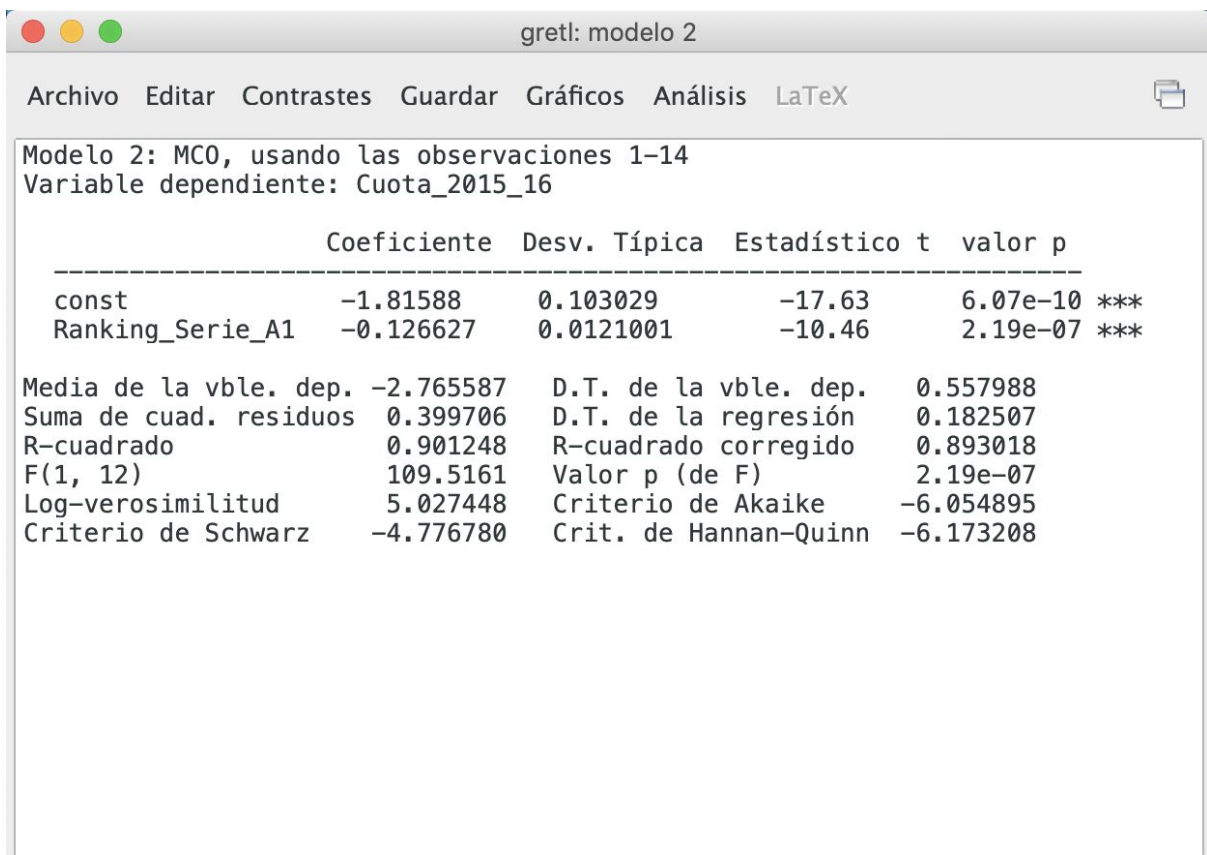 gretl: modelo 2
Archivo Editar Contrastes Guardar Gráficos Análisis LaTeX
Modelo 2: MCO, usando las observaciones 1-14
Variable dependiente: Cuota_2015_16
Coeficiente Desv. Típica Estadístico t valor p
const -1.81588 0.103029 -17.63 6.07e-10 ***
Ranking_Serie_A1 -0.126627 0.0121001 -10.46 2.19e-07 ***
Media de la vble. dep. -2.765587 D.T. de la vble. dep. 0.557988
Suma de cuad. residuos 0.399706 D.T. de la regresión 0.182507
R-cuadrado 0.901248 R-cuadrado corregido 0.893018
F(1, 12) 109.5161 Valor p (de F) 2.19e-07
Log-verosimilitud 5.027448 Criterio de Akaike -6.054895
Criterio de Schwarz -4.776780 Crit. de Hannan-Quinn -6.173208